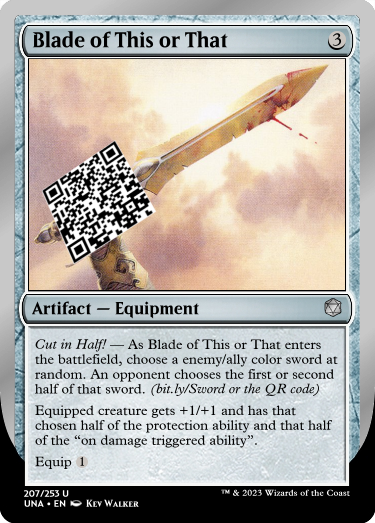 Blade of This or That 3
Artifact — Equipment
Cut in Half! — As Blade of This or That enters
the battlefield, choose a enemy/ally color sword at
random. An opponent chooses the first or second
half of that sword. (bit.ly/Sword or the QR code)
Equipped creature gets +1/+1 and has that
chosen half of the protection ability and that half
of the “on damage triggered ability”.
Equip 1
207/253 U
UNA • EN Kev Walker ™ & 2023 Wizards of the Coast